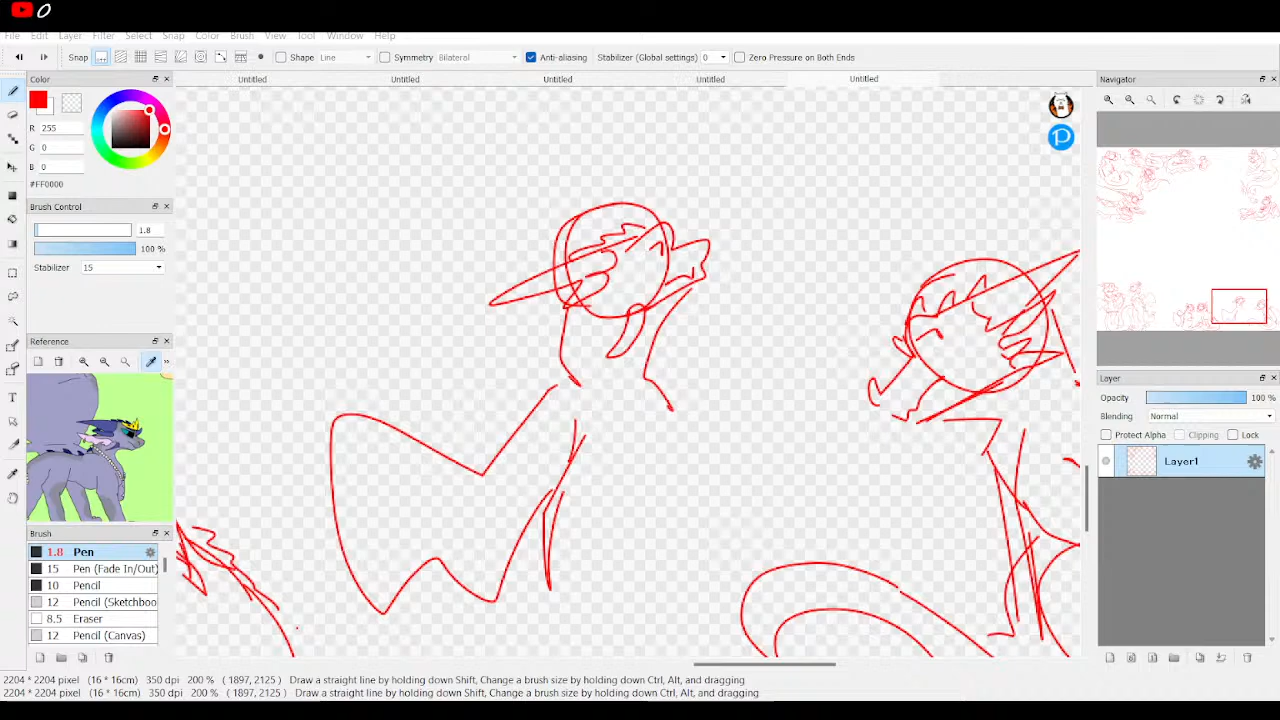 0
File Edit Layer Filter Select Snap Color Brush View Tool Window Help
Snap Shape Line Symmetry Bilateral Anti-aliasing Stabilizer (Global settings) 0 Zero Pressure on Both Ends
Color Untitled Untitled Untitled Untitled Untitled Navigator
R 255
G 0
B 0
#FF0000
Brush Control
1.8
100 %
Stabilizer 15
Reference
Layer
Opacity 100 %
Blending Normal
Protect Alpha Clipping Lock
Layer1
Brush
1.8 Pen
15 Pen (Fade In/Out)
10 Pencil
12 Pencil (Sketchboo
8.5 Eraser
12 Pencil (Canvas)
2204 * 2204 pixel (16 * 16cm) 350 dpi 200 % ( 1897, 2125 ) Draw a straight line by holding down Shift, Change a brush size by holding down Ctrl, Alt, and dragging
2204 * 2204 pixel (16 * 16cm) 350 dpi 200 % ( 1897, 2125 ) Draw a straight line by holding down Shift, Change a brush size by holding down Ctrl, Alt, and dragging